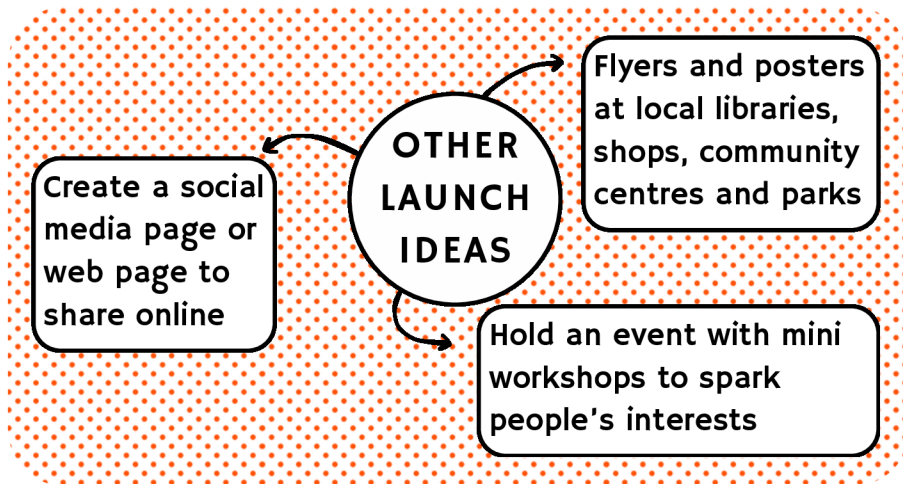 OTHER
LAUNCH
IDEAS
Flyers and posters
at local libraries,
shops, community
centres and parks
Create a social
media page or
web page to
share online
Hold an event with mini
workshops to spark
people's interests